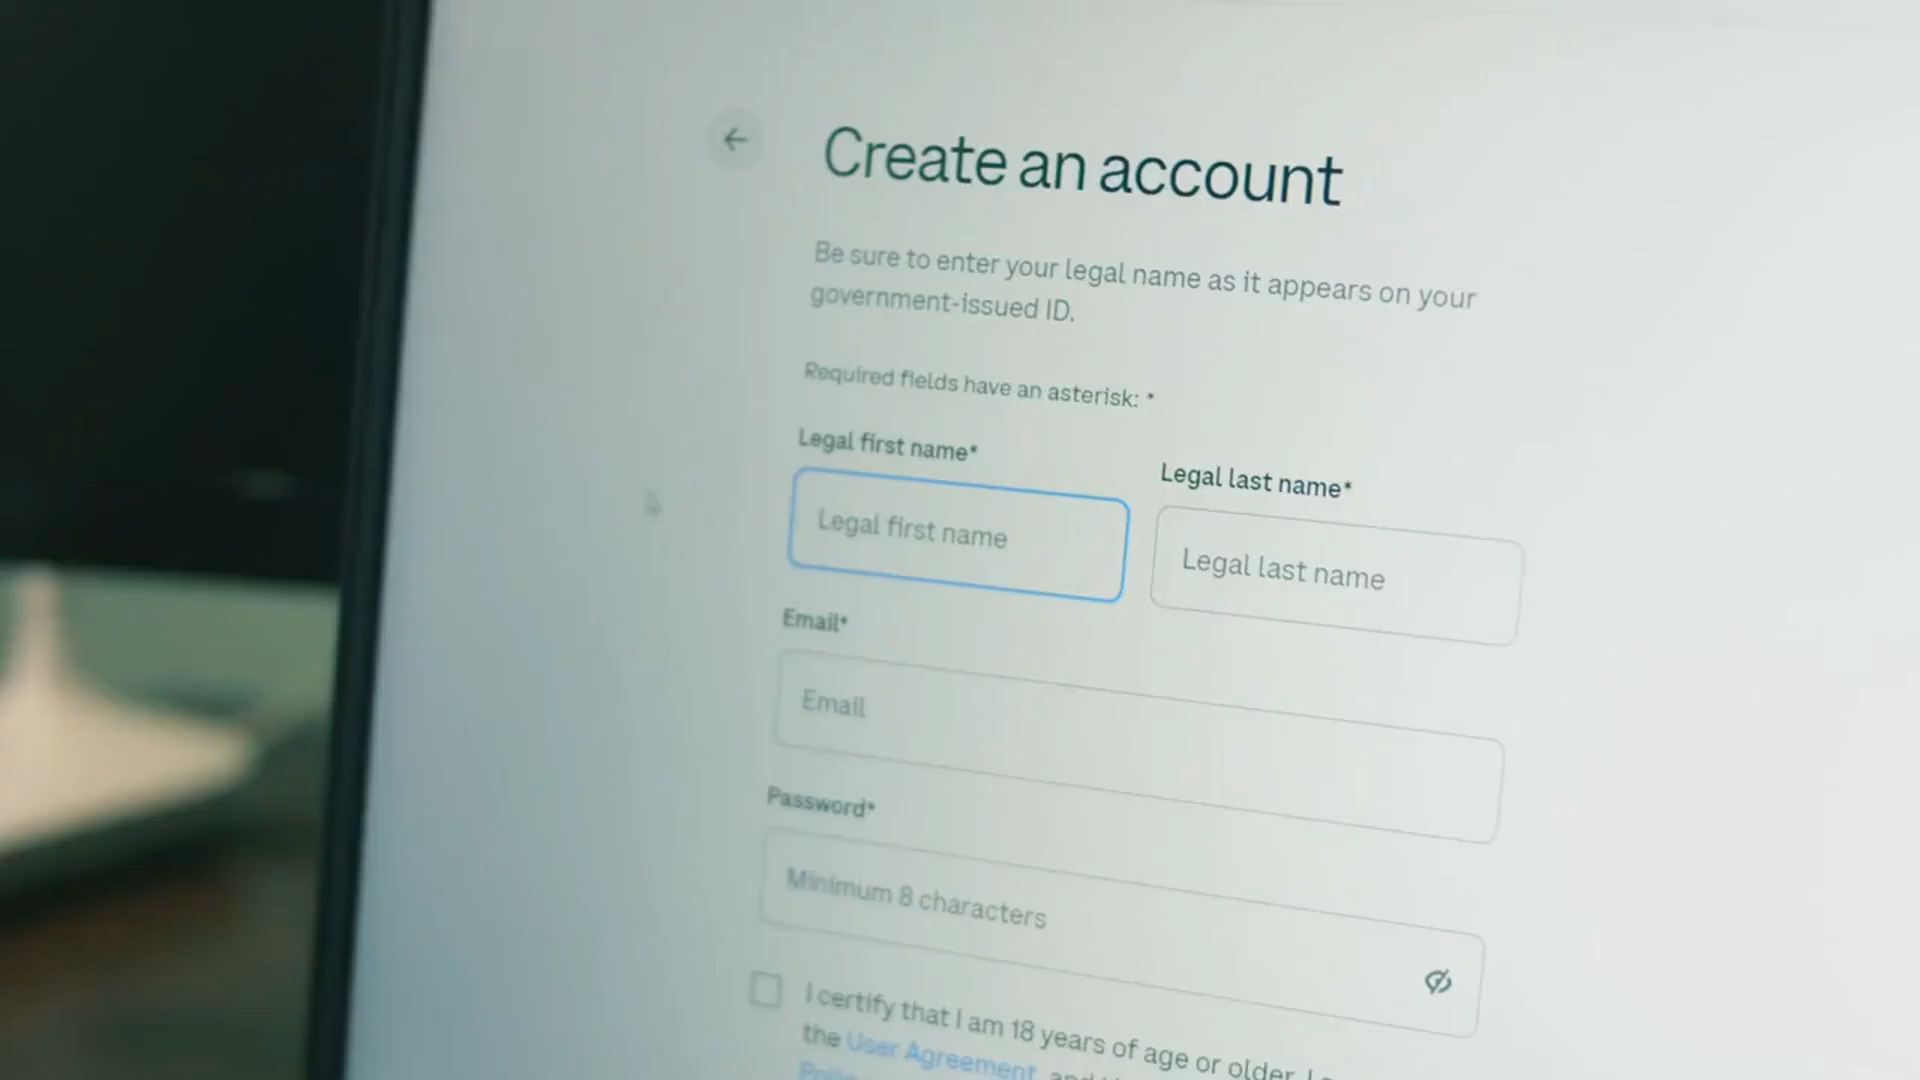 Create an account
Be sure to enter your legal name as it appears on your
government-issued ID.
Required fields have an asterisk: *
Legal first name*
Legal last name*
Legal first name
Legal last name
Email*
Email
Password*
Minimum 8 characters
I certify that I am 18 years of age or older, I
the User Agreement, and